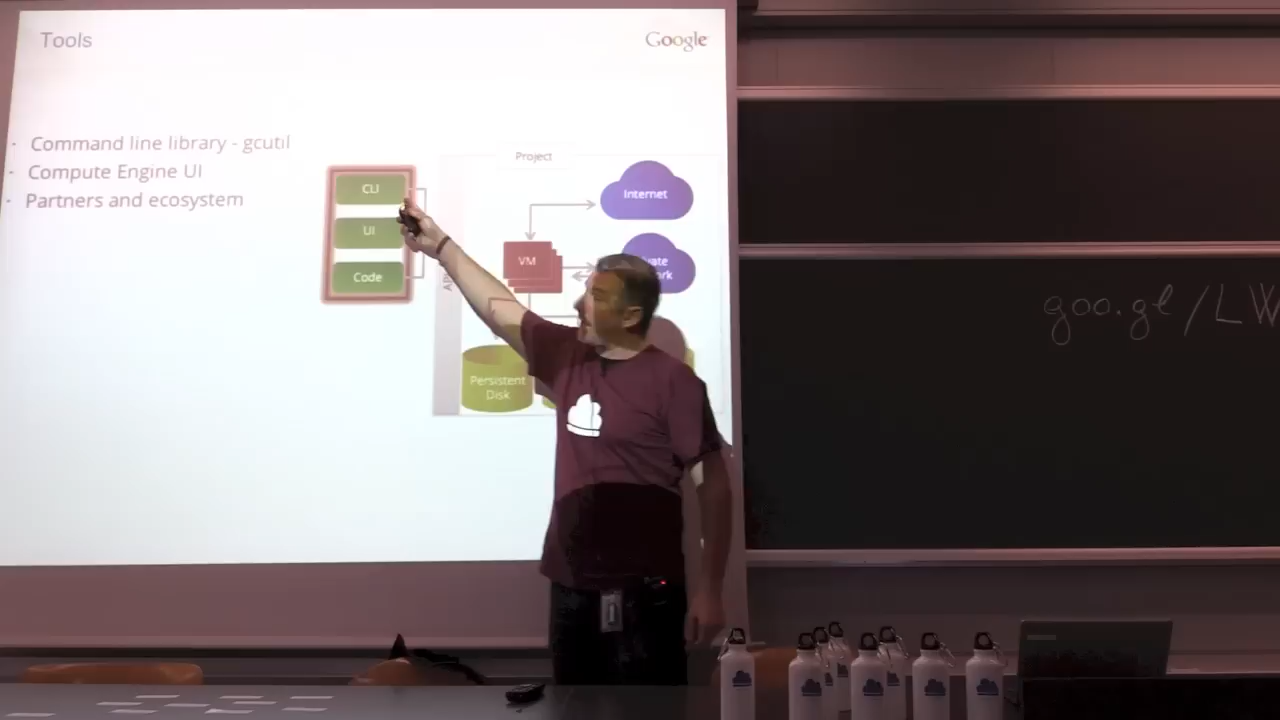 Tools
Google
- Command line library - gcutil
- Compute Engine UI
- Partners and ecosystem
Project
CLI
UI
Code
Internet
VM
Persistent
Disk
goo.gl/LW